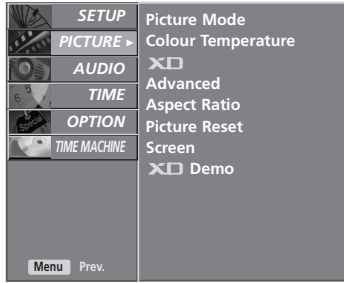 SETUP
PICTURE ►
AUDIO
TIME
OPTION
TIME MACHINE
Menu Prev.
Picture Mode
Colour Temperature
XD
Advanced
Aspect Ratio
Picture Reset
Screen
XD Demo
Special